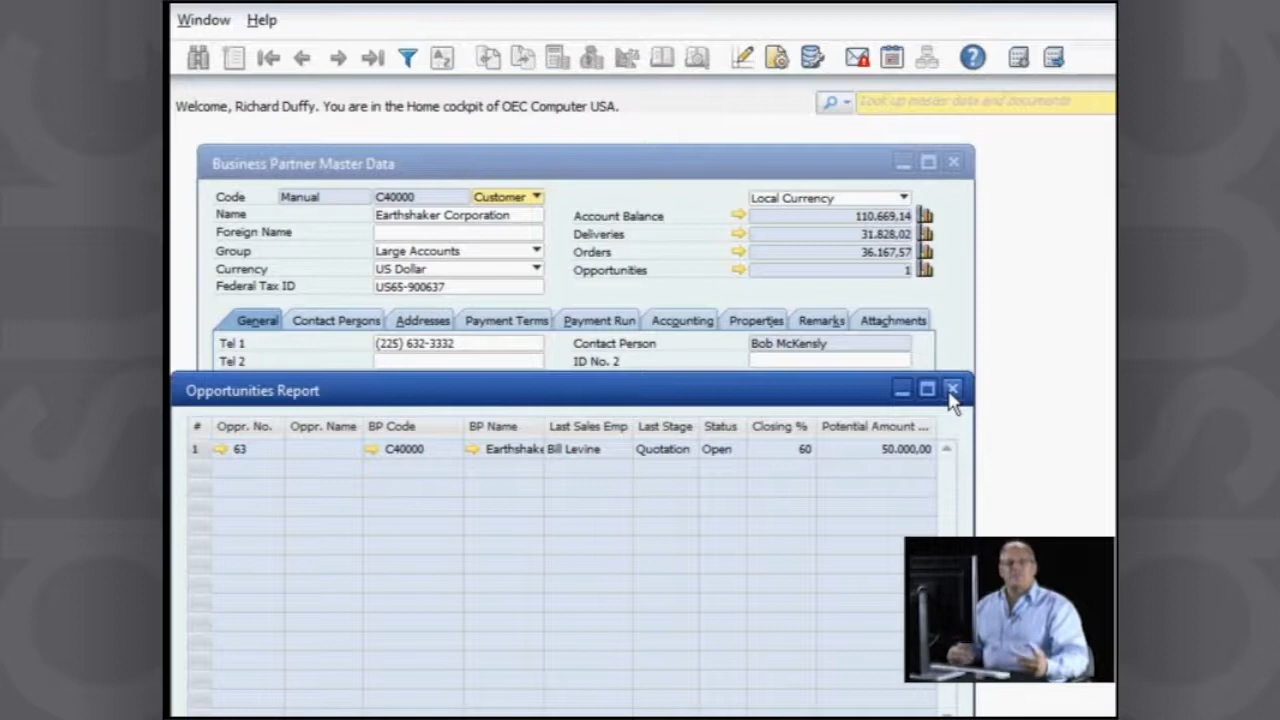 Window Help
Welcome, Richard Duffy. You are in the Home cockpit of OEC Computer USA.
Look up master data and documents
Business Partner Master Data
Code Manual C40000 Customer Local Currency
Name Earthshaker Corporation Account Balance 110.669,14
Foreign Name Deliveries 31.828,02
Group Large Accounts Orders 36.167,57
Currency US Dollar Opportunities 1
Federal Tax ID US65-900637
General Contact Persons Addresses Payment Terms Payment Run Accounting Properties Remarks Attachments
Tel 1 (225) 632-3332 Contact Person Bob McKensly
Tel 2 ID No. 2
Opportunities Report
# Oppr. No. Oppr. Name BP Code BP Name Last Sales Emp Last Stage Status Closing % Potential Amount ...
1 63 C40000 Earthshake Bill Levine Quotation Open 60 50.000,00